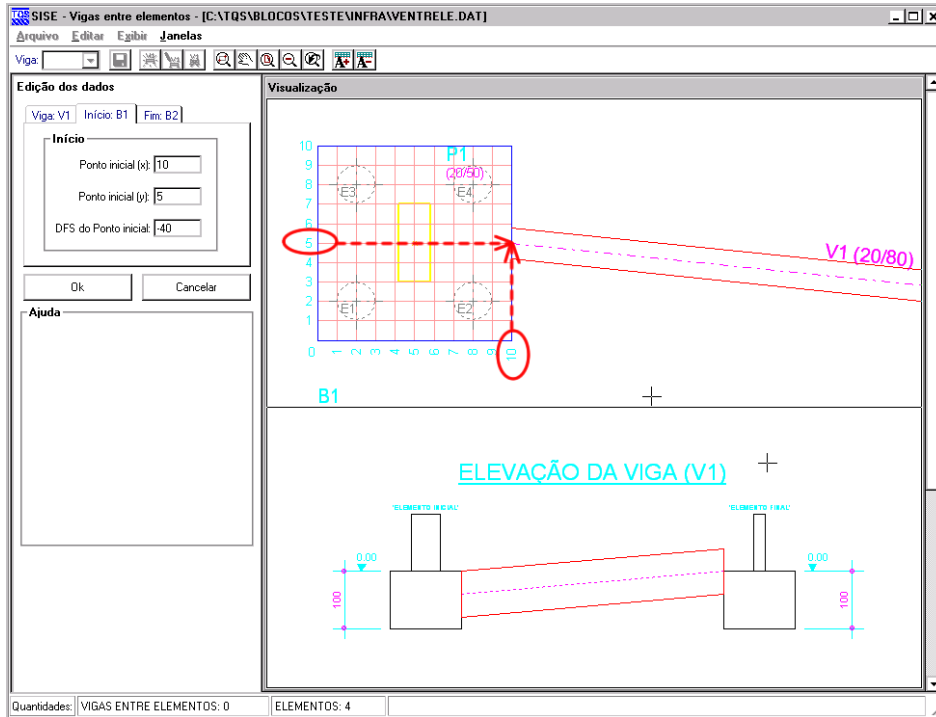 TQS SISE - Vigas entre elementos - [C:\TQS\BLOCOS\TESTE\INFRA\VENTRELE.DAT]
Arquivo Editar Exibir Janelas
Viga:
A+ A-
Edição dos dados
Viga: V1 Início: B1 Fim: B2
Início
Ponto inicial (x): 10
Ponto inicial (y): 5
DFS do Ponto inicial: -40
Ok Cancelar
Ajuda
Visualização
10
9
8
7
6
5
4
3
2
1
0 1 2 3 4 5 6 7 8 9 10
P1
(20/50)
E3 E4
E1 E2
V1 (20/80)
B1
ELEVAÇÃO DA VIGA (V1)
'ELEMENTO INICIAL' 'ELEMENTO FINAL'
0.00 0.00
100 100
Quantidades: VIGAS ENTRE ELEMENTOS: 0 ELEMENTOS: 4